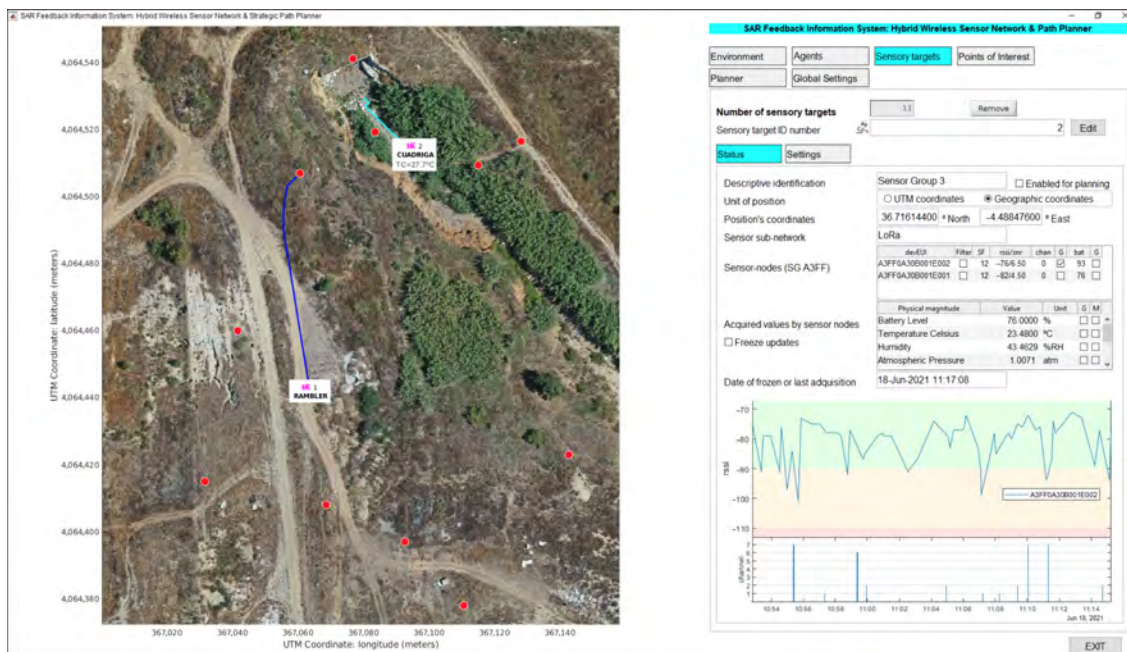 SAR Feedback Information System: Hybrid Wireless Sensor Network & Strategic Path Planner
SAR Feedback Information System: Hybrid Wireless Sensor Network & Path Planner
Environment Agents Sensory targets Points of Interest
Planner Global Settings
Number of sensory targets 11 Remove
Sensory target ID number 2 Edit
Status Settings
Descriptive identification Sensor Group 3 Enabled for planning
Unit of position UTM coordinates Geographic coordinates
Position's coordinates 36.71614400 º North -4.48847600 º East
Sensor sub-network LoRa
devEUI Filter SF rssi/snr chan G bat G
Sensor-nodes (SG A3FF)
A3FF0A30B001E002 12 -76/6.50 0 93
A3FF0A30B001E001 12 -82/4.50 0 76
Physical magnitude Value Unit G M
Acquired values by sensor nodes
Freeze updates
Battery Level 76.0000 %
Temperature Celsius 23.4800 ºC
Humidity 43.4629 %RH
Atmospheric Pressure 1.0071 atm
Date of frozen or last adquisition 18-Jun-2021 11:17:08
rssi
-70
-80
-90
-100
-110
A3FF0A30B001E002
channel
7
6
5
4
3
2
1
10:54 10:56 10:58 11:00 11:02 11:04 11:06 11:08 11:10 11:12 11:14
Jun 18, 2021
EXIT
UTM Coordinate: latitude (meters)
4,064,540
4,064,520
4,064,500
4,064,480
4,064,460
4,064,440
4,064,420
4,064,400
4,064,380
2
CUADRIGA
TC=27.7ºC
1
RAMBLER
367,020 367,040 367,060 367,080 367,100 367,120 367,140
UTM Coordinate: longitude (meters)